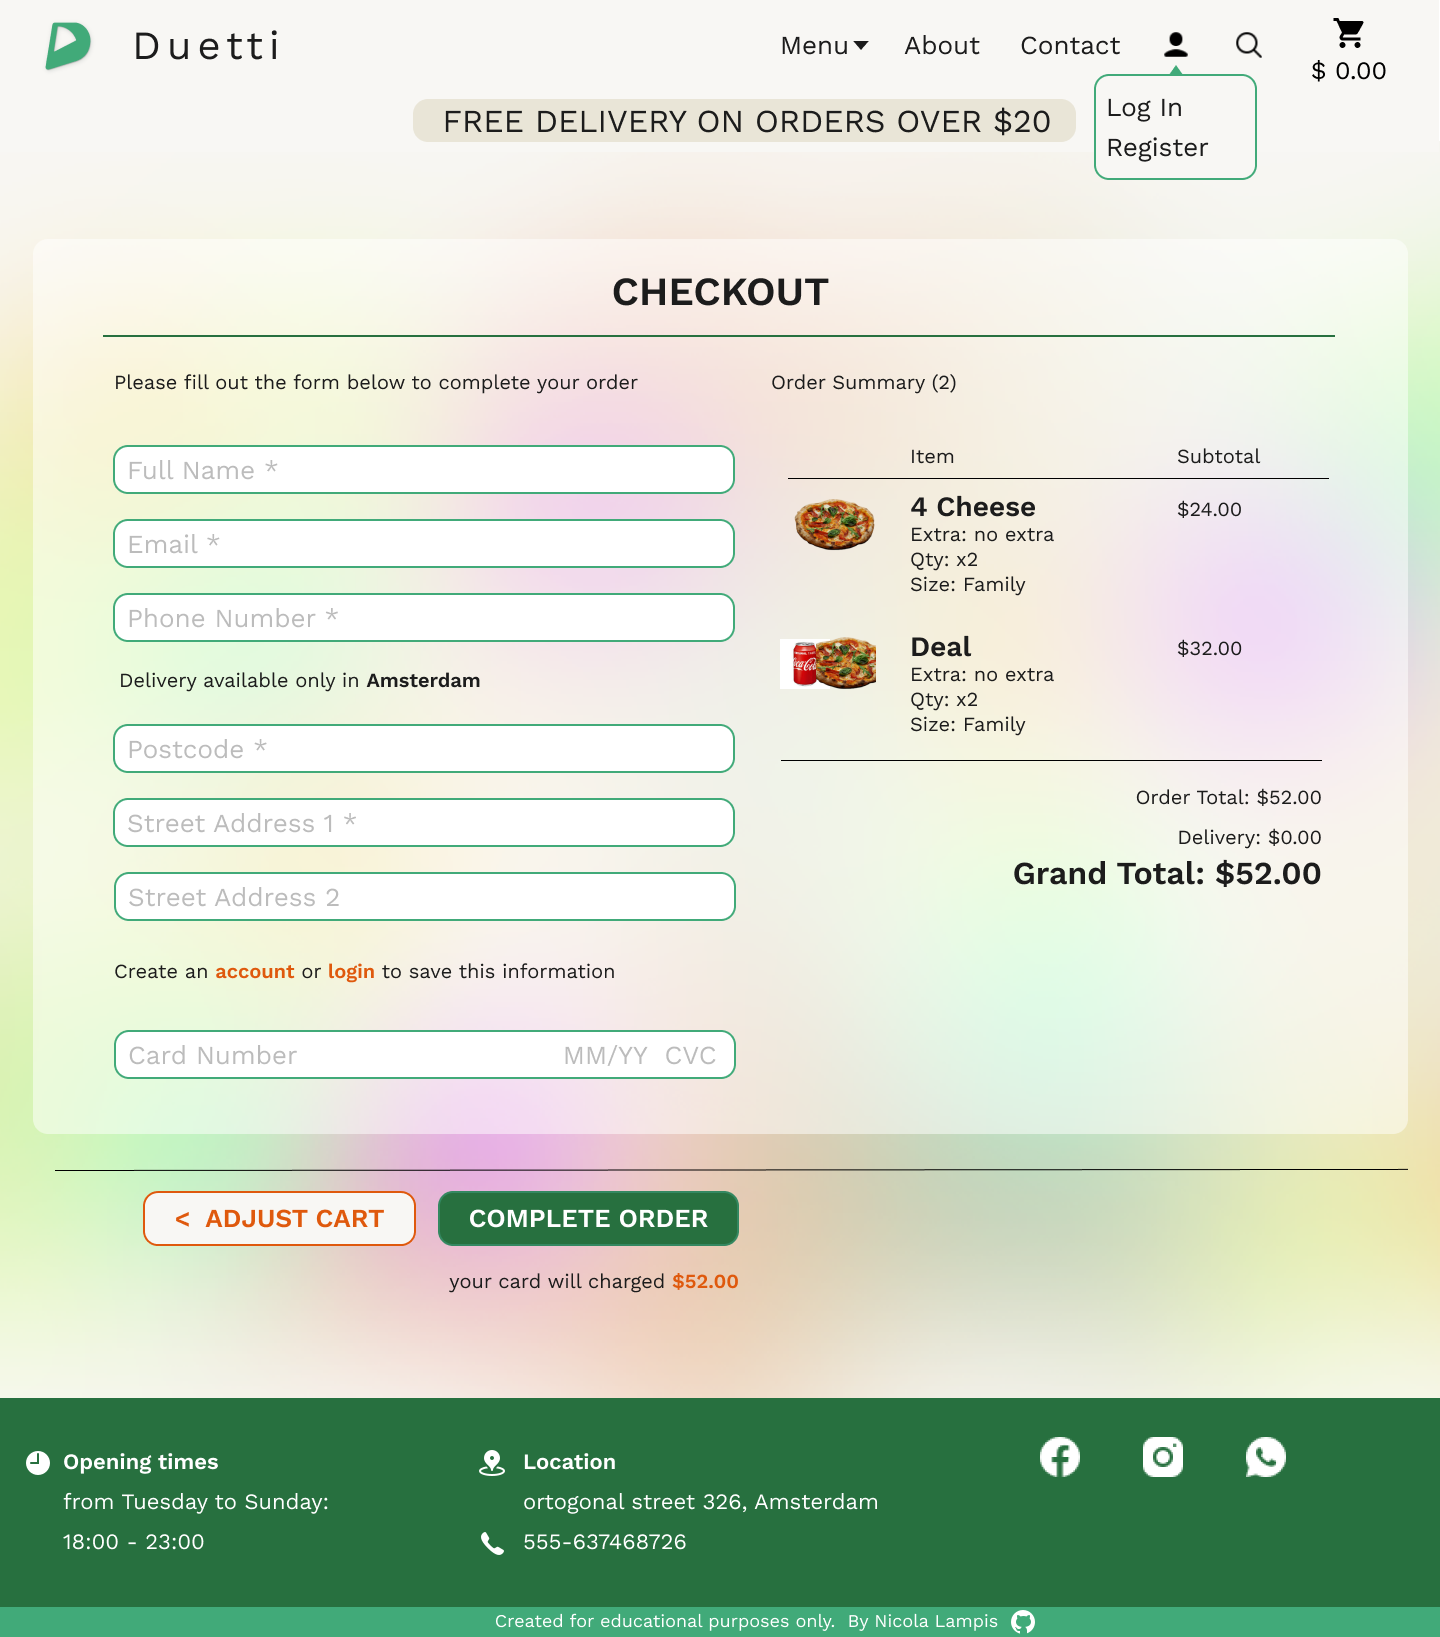 Duetti
Menu
About
Contact
$ 0.00
Log In
Register
FREE DELIVERY ON ORDERS OVER $20
CHECKOUT
Please fill out the form below to complete your order
Full Name *
Email *
Phone Number *
Delivery available only in Amsterdam
Postcode *
Street Address 1 *
Street Address 2
Create an account or login to save this information
Card Number MM/YY CVC
Order Summary (2)
Item Subtotal
4 Cheese $24.00
Extra: no extra
Qty: x2
Size: Family
Coca-Cola
Deal $32.00
Extra: no extra
Qty: x2
Size: Family
Order Total: $52.00
Delivery: $0.00
Grand Total: $52.00
< ADJUST CART
COMPLETE ORDER
your card will charged $52.00
Opening times
from Tuesday to Sunday:
18:00 - 23:00
Location
ortogonal street 326, Amsterdam
555-637468726
Created for educational purposes only. By Nicola Lampis